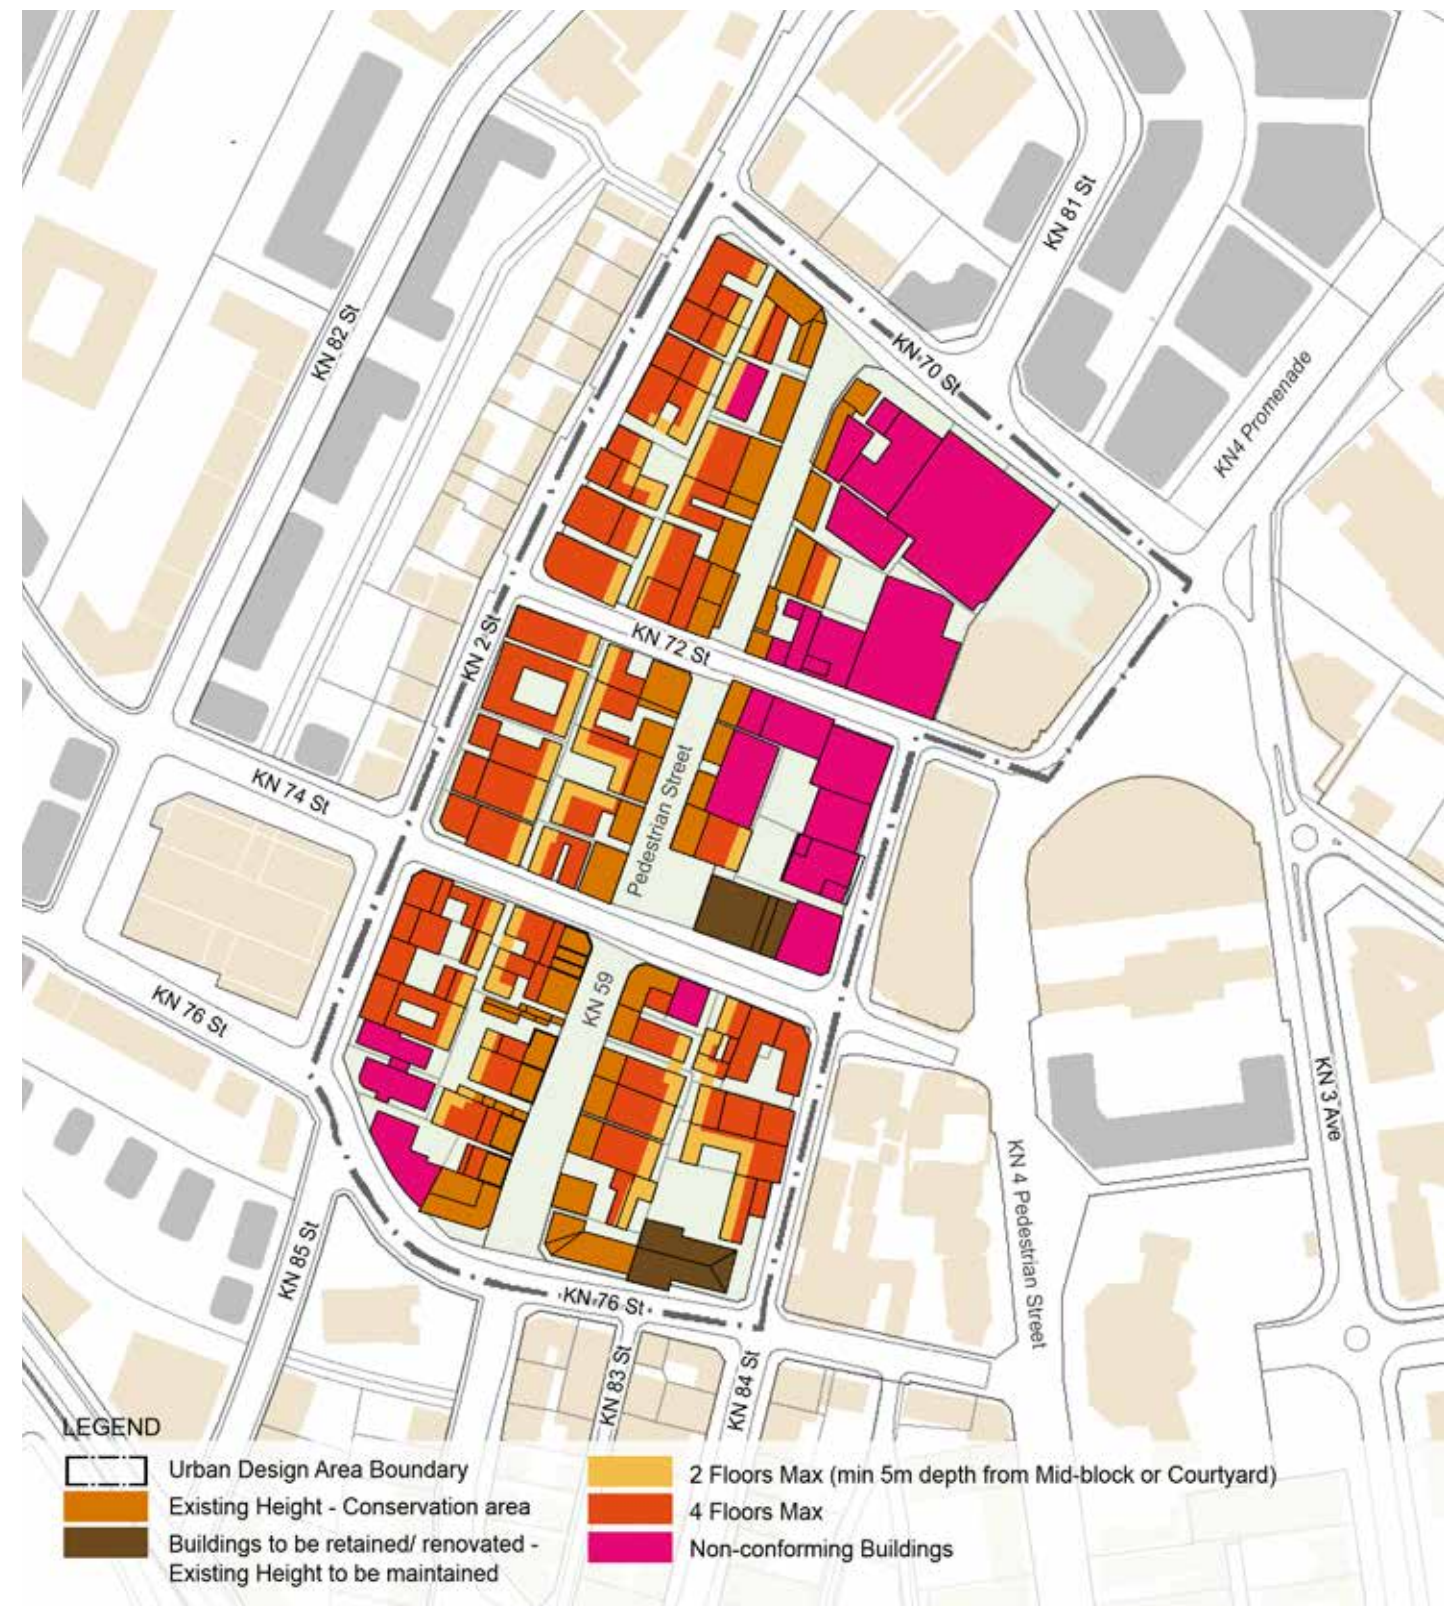 KN 81 St
KN 82 St
KN 70 St
KN4 Promenade
KN 2 St
KN 72 St
Pedestrian Street
KN 74 St
KN 59
KN 76 St
KN 3 Ave
KN 4 Pedestrian Street
KN 85 St
KN 76 St
KN 83 St
KN 84 St
LEGEND
Urban Design Area Boundary
Existing Height - Conservation area
Buildings to be retained/ renovated -
Existing Height to be maintained
2 Floors Max (min 5m depth from Mid-block or Courtyard)
4 Floors Max
Non-conforming Buildings